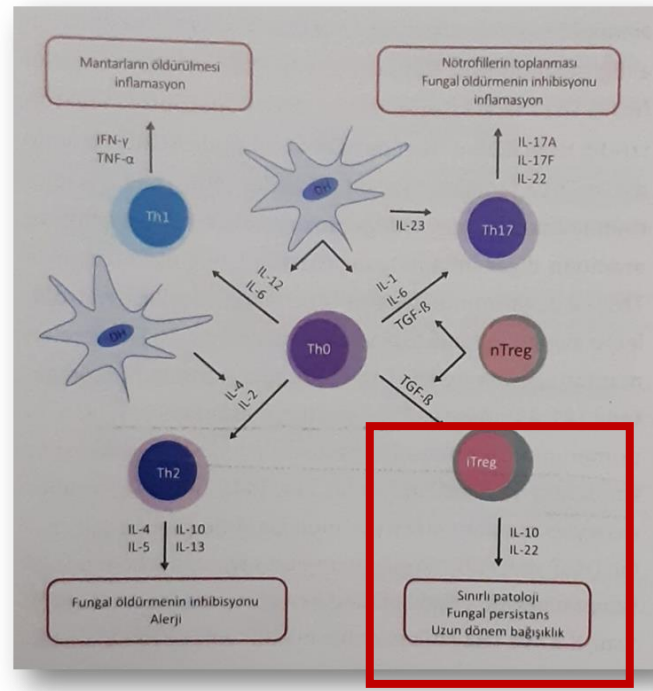 Mantarların öldürülmesi
inflamasyon
Nötrofillerin toplanması
Fungal öldürmenin inhibisyonu
inflamasyon
IFN-γ
TNF-α
IL-17A
IL-17F
IL-22
DH
Th1
IL-23
Th17
IL-12
IL-6
IL-1
IL-6
TGF-ß
DH
Th0
nTreg
IL-4
IL-2
TGF-ß
Th2
iTreg
IL-4
IL-5
IL-10
IL-13
IL-10
IL-22
Fungal öldürmenin inhibisyonu
Alerji
Sınırlı patoloji
Fungal persistans
Uzun dönem bağışıklık